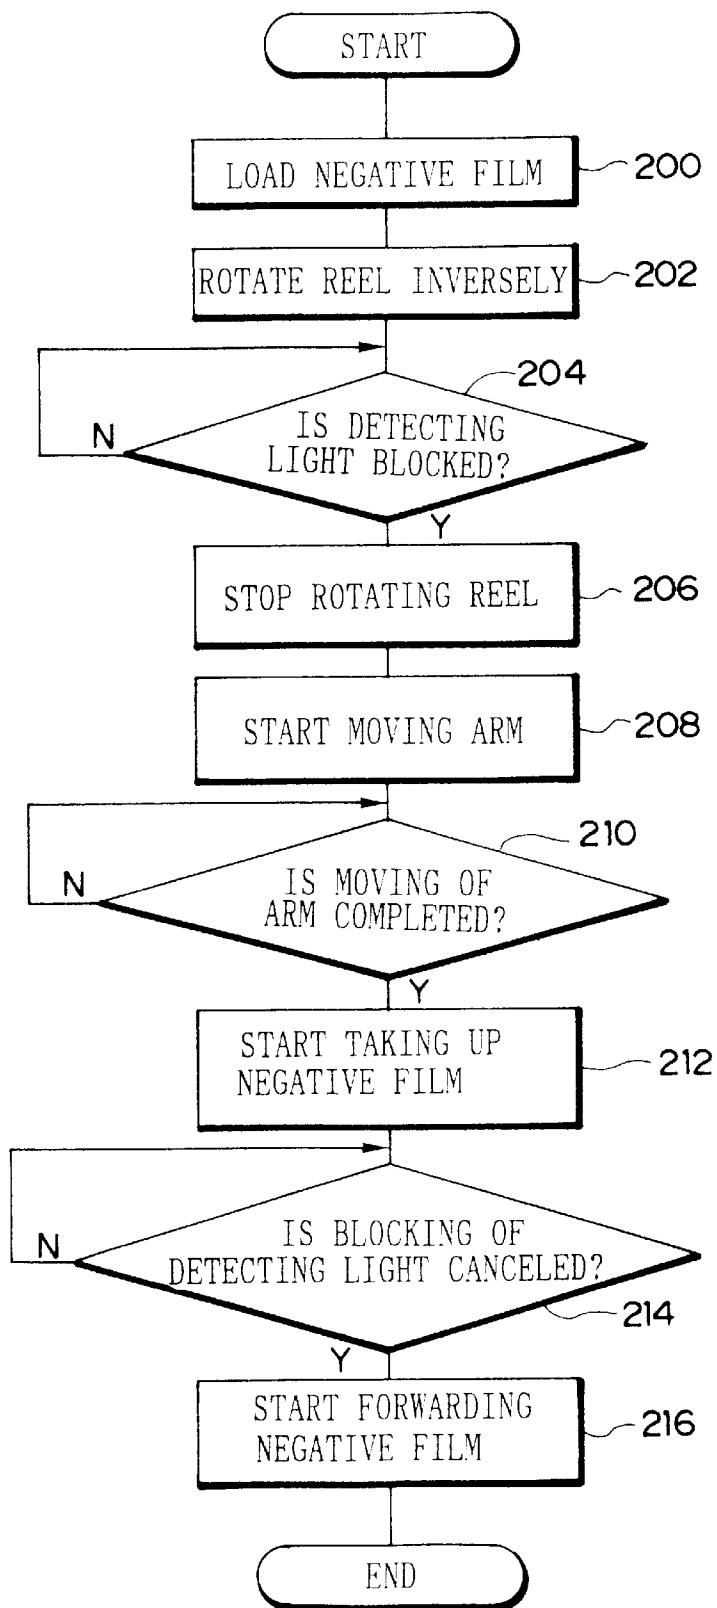 START
LOAD NEGATIVE FILM
200
ROTATE REEL INVERSELY
202
204
IS DETECTING
LIGHT BLOCKED?
N
Y
STOP ROTATING REEL
206
START MOVING ARM
208
210
IS MOVING OF
ARM COMPLETED?
N
Y
START TAKING UP
NEGATIVE FILM
212
IS BLOCKING OF
DETECTING LIGHT CANCELED?
N
214
Y
START FORWARDING
NEGATIVE FILM
216
END